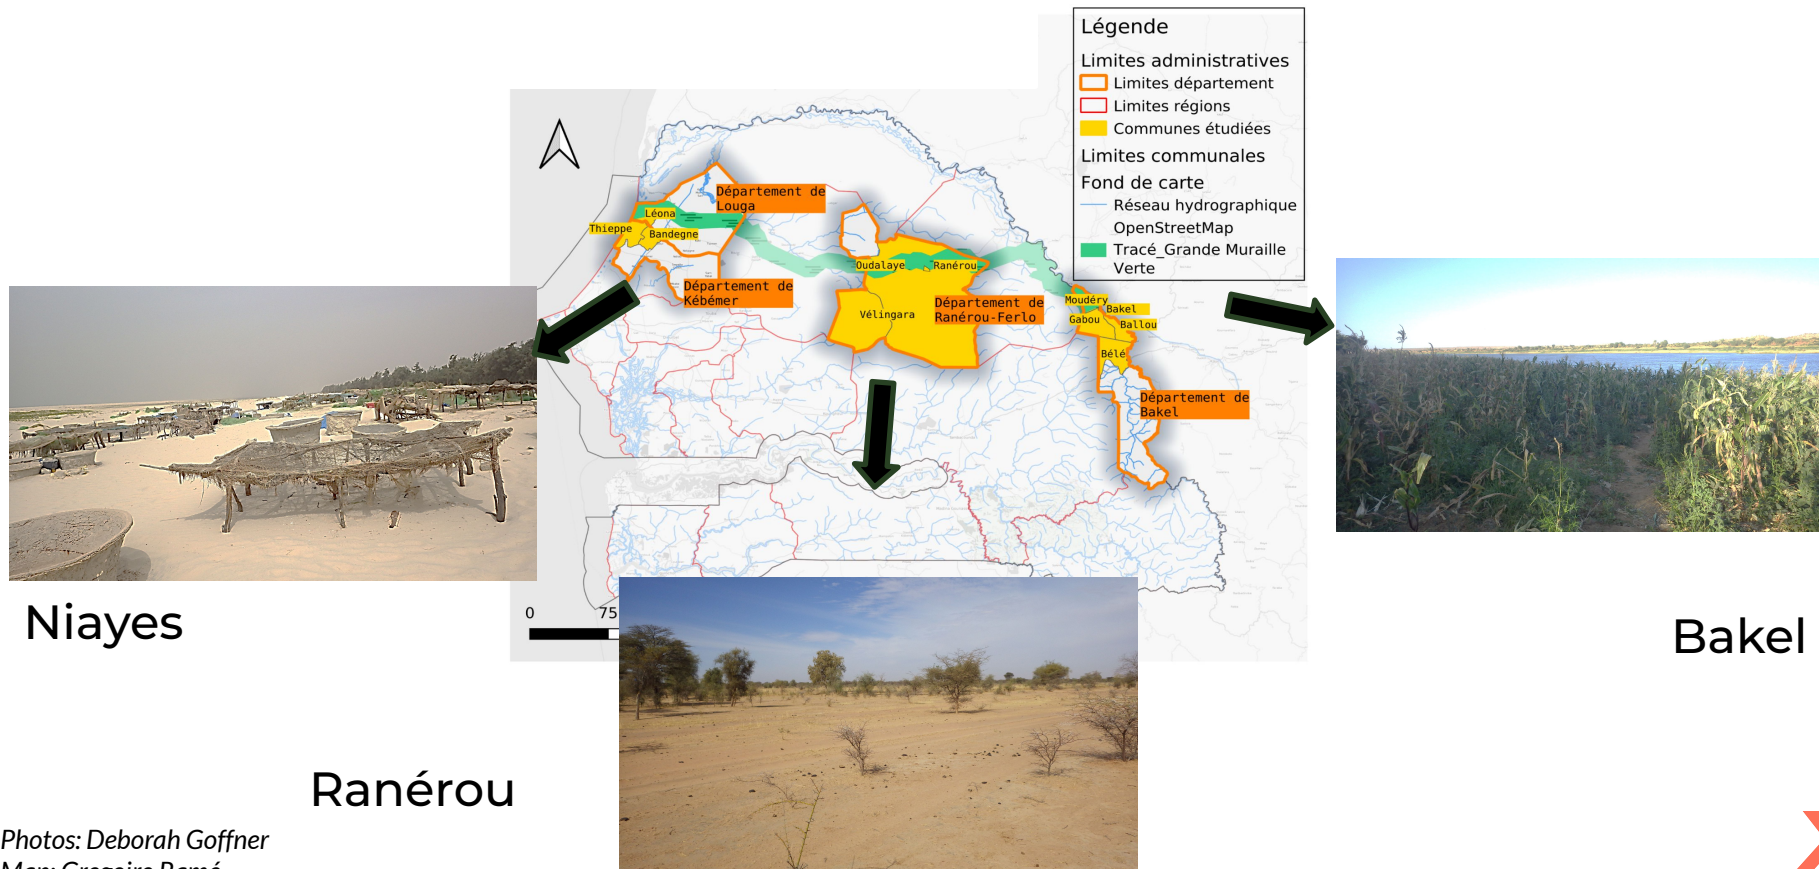 Légende
Limites administratives
Limites département
Limites régions
Communes étudiées
Limites communales
Fond de carte
Réseau hydrographique
OpenStreetMap
Tracé_Grande Muraille
Verte
Département de
Louga
Léona
Thieppe
Bandegne
Département de
Kébémer
Oudalaye
Ranérou
Vélingara
Département de
Ranérou-Ferlo
Moudéry
Bakel
Gabou
Ballou
Bélé
Département de
Bakel
0 75
Niayes
Bakel
Ranérou
Photos: Deborah Goffner